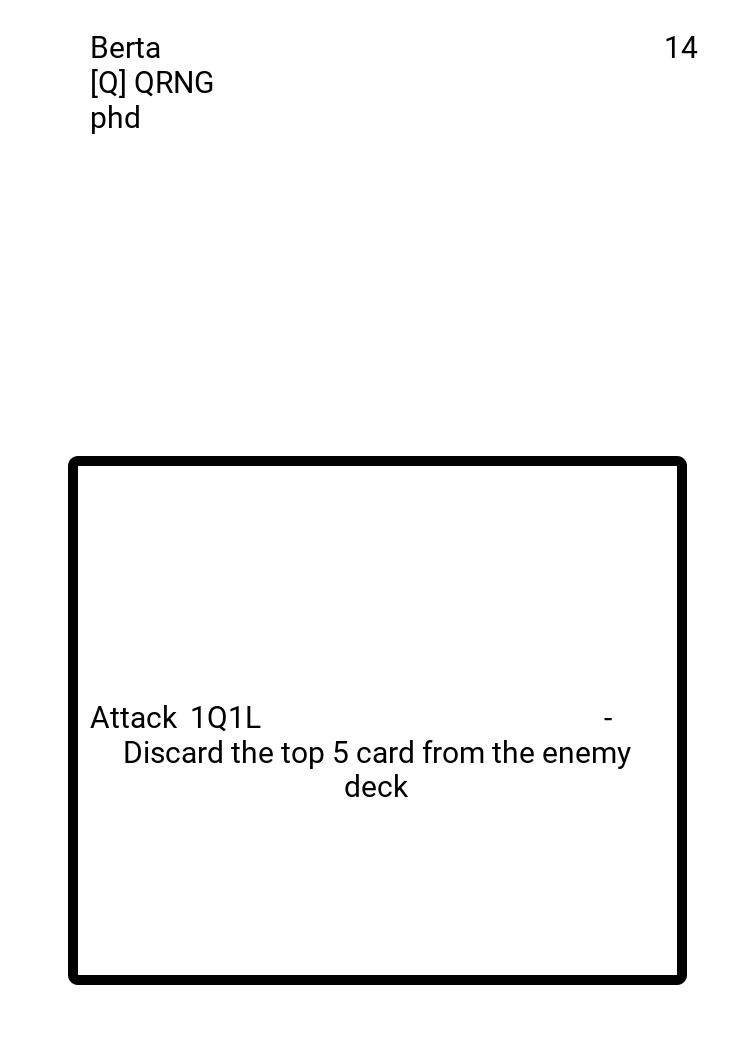 Berta 14
[Q] QRNG
phd
Attack 1Q1L -
Discard the top 5 card from the enemy
deck